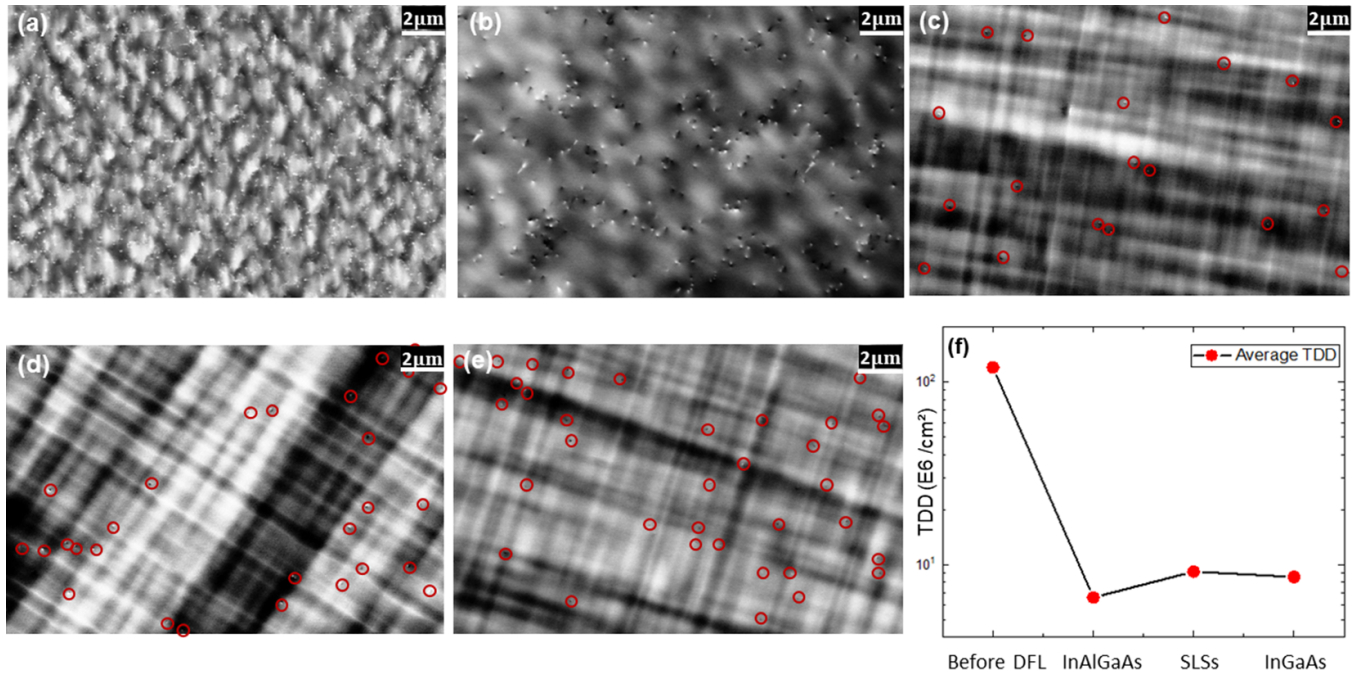 (a)
2μm
(b)
2μm
(c)
2μm
(d)
2μm
(e)
2μm
(f)
Average TDD
10²
10¹
TDD (E6 /cm²)
Before DFL InAlGaAs SLSs InGaAs